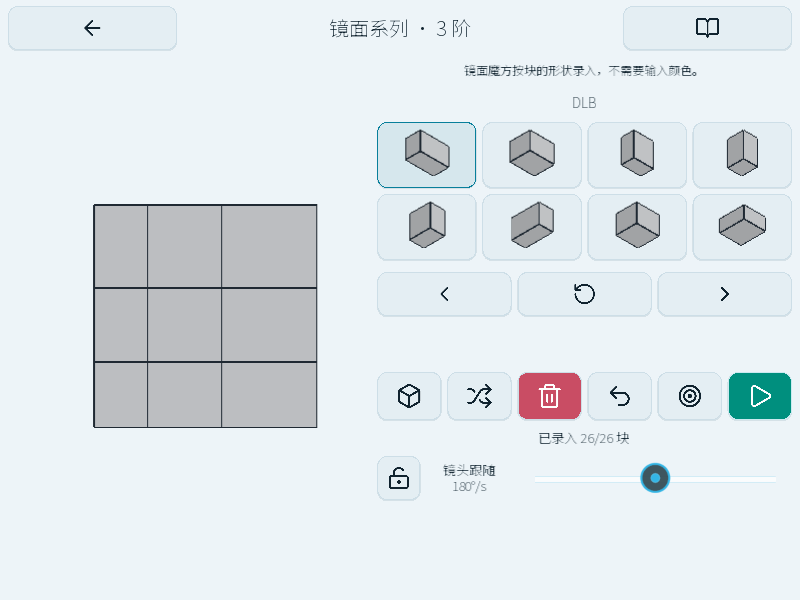 镜面系列 · 3 阶
镜面魔方按块的形状录入，不需要输入颜色。
DLB
已录入 26/26 块
镜头跟随
180°/s